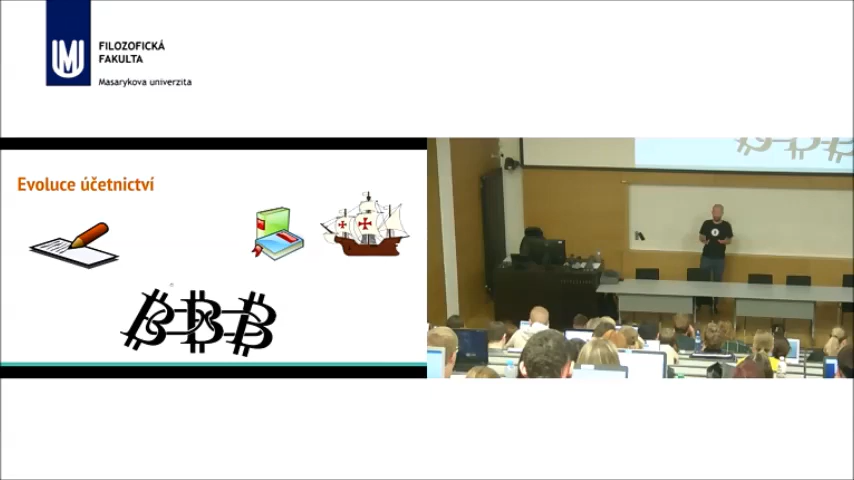 FILOZOFICKÁ
FAKULTA
Masarykova univerzita
Evoluce účetnictví